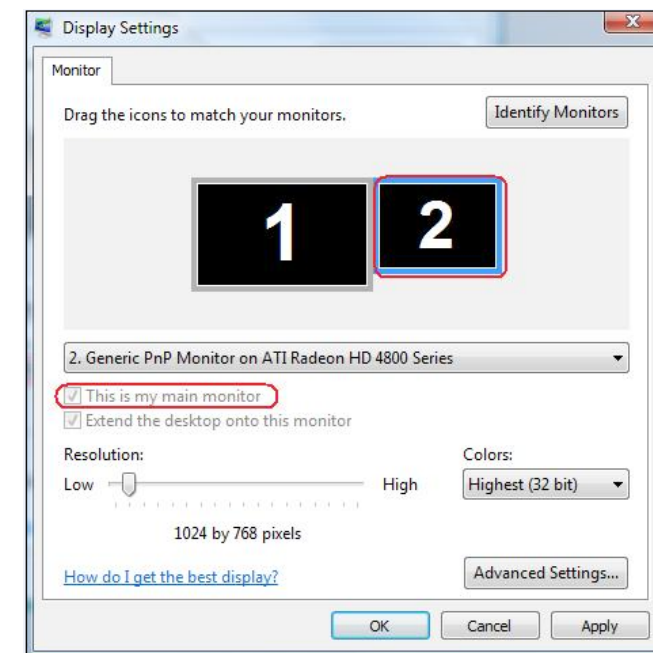 Display Settings
Monitor
Drag the icons to match your monitors.
Identify Monitors
1
2
2. Generic PnP Monitor on ATI Radeon HD 4800 Series
This is my main monitor
Extend the desktop onto this monitor
Resolution:
Colors:
Low
High
Highest (32 bit)
1024 by 768 pixels
How do I get the best display?
Advanced Settings...
OK
Cancel
Apply